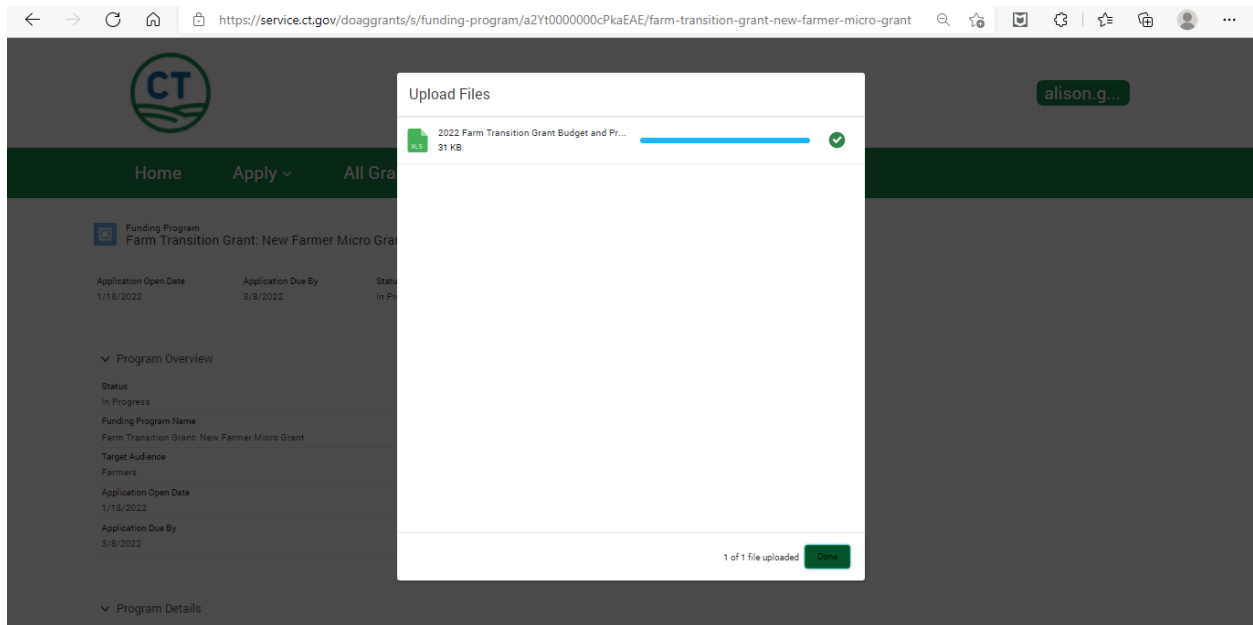 https://service.ct.gov/doaggrants/s/funding-program/a2Yt0000000cPkaEAE/farm-transition-grant-new-farmer-micro-grant
CT
alison.g...
Upload Files
XLS
2022 Farm Transition Grant Budget and Pr...
31 KB
Home Apply All Gra
Funding Program
Farm Transition Grant: New Farmer Micro Gra
Application Open Date Application Due By Statu
1/18/2022 3/8/2022 In Pr
Program Overview
Status
In Progress
Funding Program Name
Farm Transition Grant: New Farmer Micro Grant
Target Audience
Farmers
Application Open Date
1/18/2022
Application Due By
3/8/2022
1 of 1 file uploaded Done
Program Details